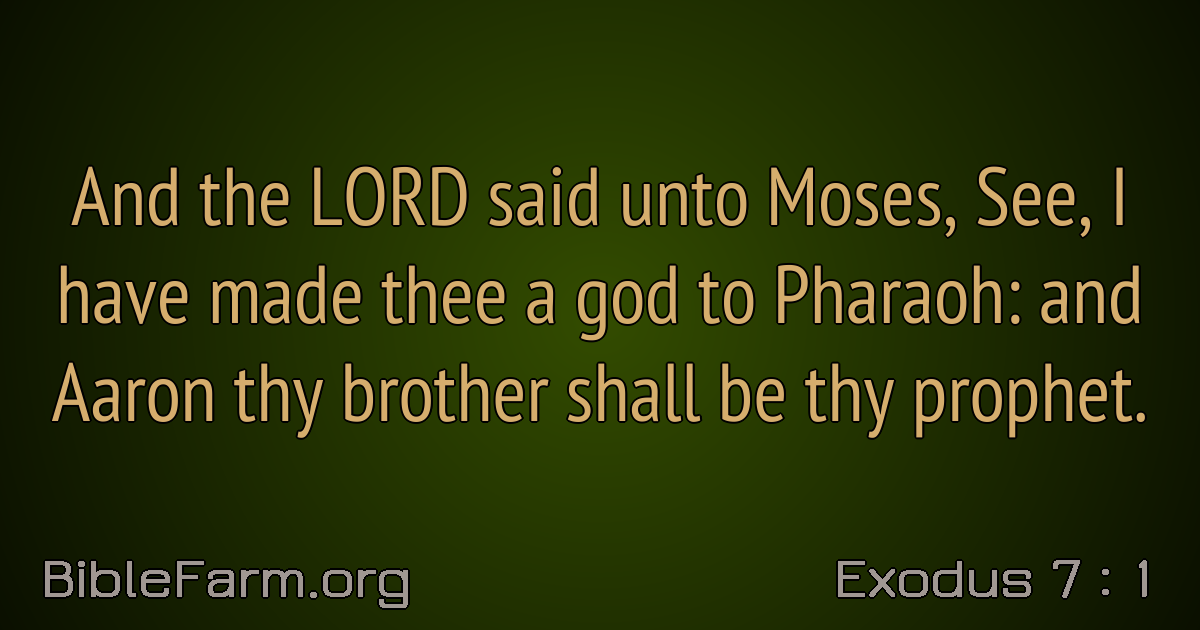 And the LORD said unto Moses, See, I
have made thee a god to Pharaoh: and
Aaron thy brother shall be thy prophet.
BibleFarm.org
Exodus 7 : 1